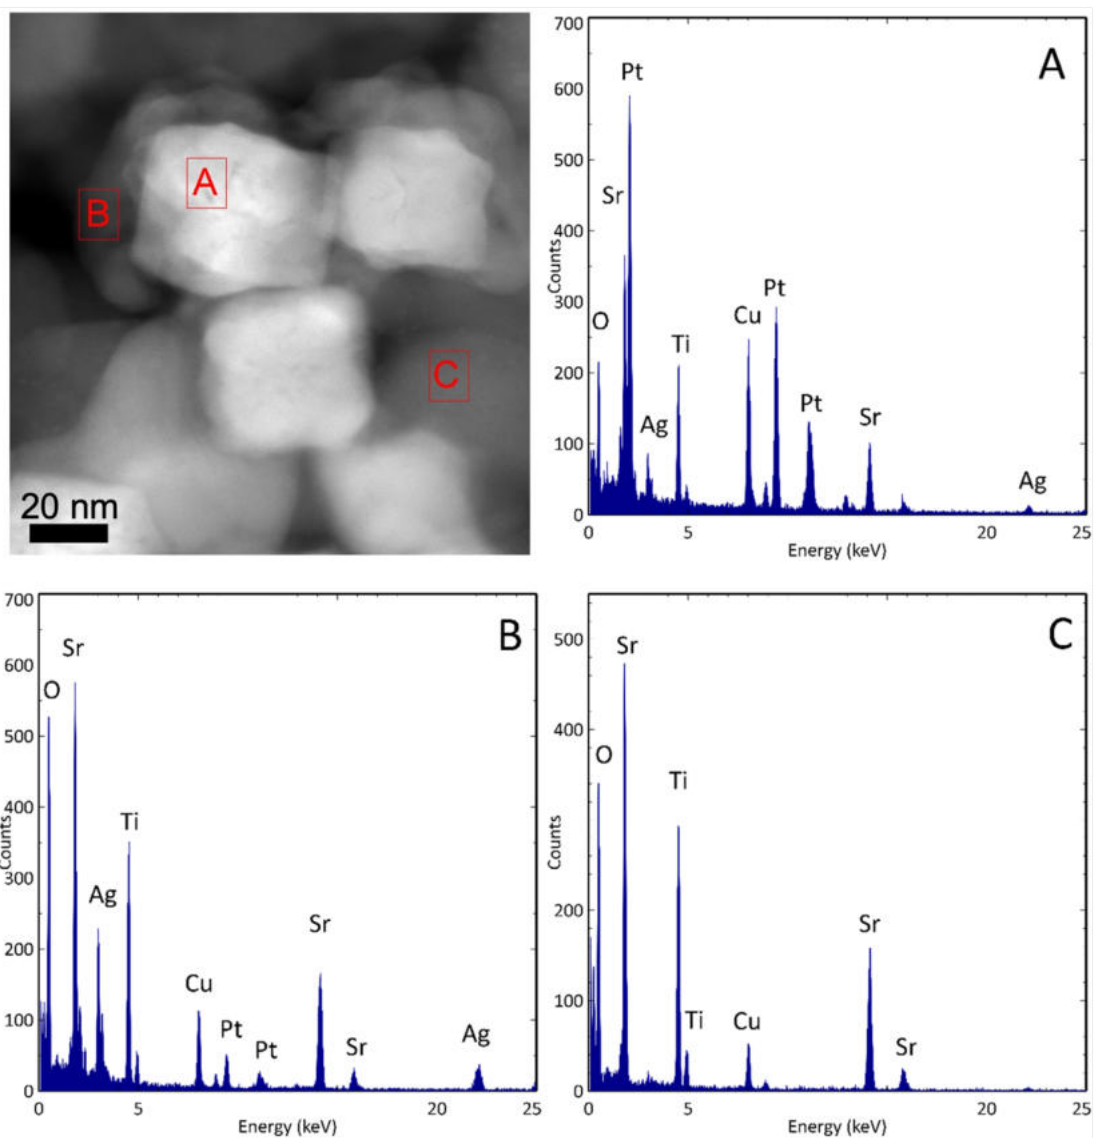 A
B
C
20 nm
A
700
600
500
400
300
200
100
0
Counts
O
Sr
Pt
Ag
Ti
Cu
Pt
Pt
Sr
Ag
0
5
20
25
Energy (keV)
B
700
600
500
400
300
200
100
0
Counts
O
Sr
Ag
Ti
Cu
Pt
Pt
Sr
Sr
Ag
0
5
20
25
Energy (keV)
C
500
400
200
100
0
Counts
O
Sr
Ti
Ti
Cu
Sr
Sr
0
5
20
25
Energy (keV)